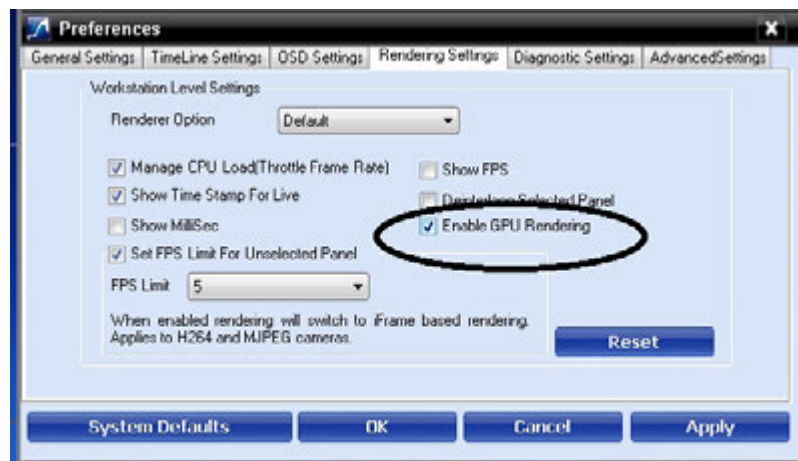 Preferences
General Settings TimeLine Settings OSD Settings Rendering Settings Diagnostic Settings AdvancedSettings
Workstation Level Settings
Renderer Option Default
Manage CPU Load(Throttle Frame Rate) Show FPS
Show Time Stamp For Live Deinterlace Selected Panel
Show MilliSec Enable GPU Rendering
Set FPS Limit For Unselected Panel
FPS Limit 5
When enabled rendering will switch to iFrame based rendering.
Applies to H264 and MJPEG cameras.
Reset
System Defaults OK Cancel Apply